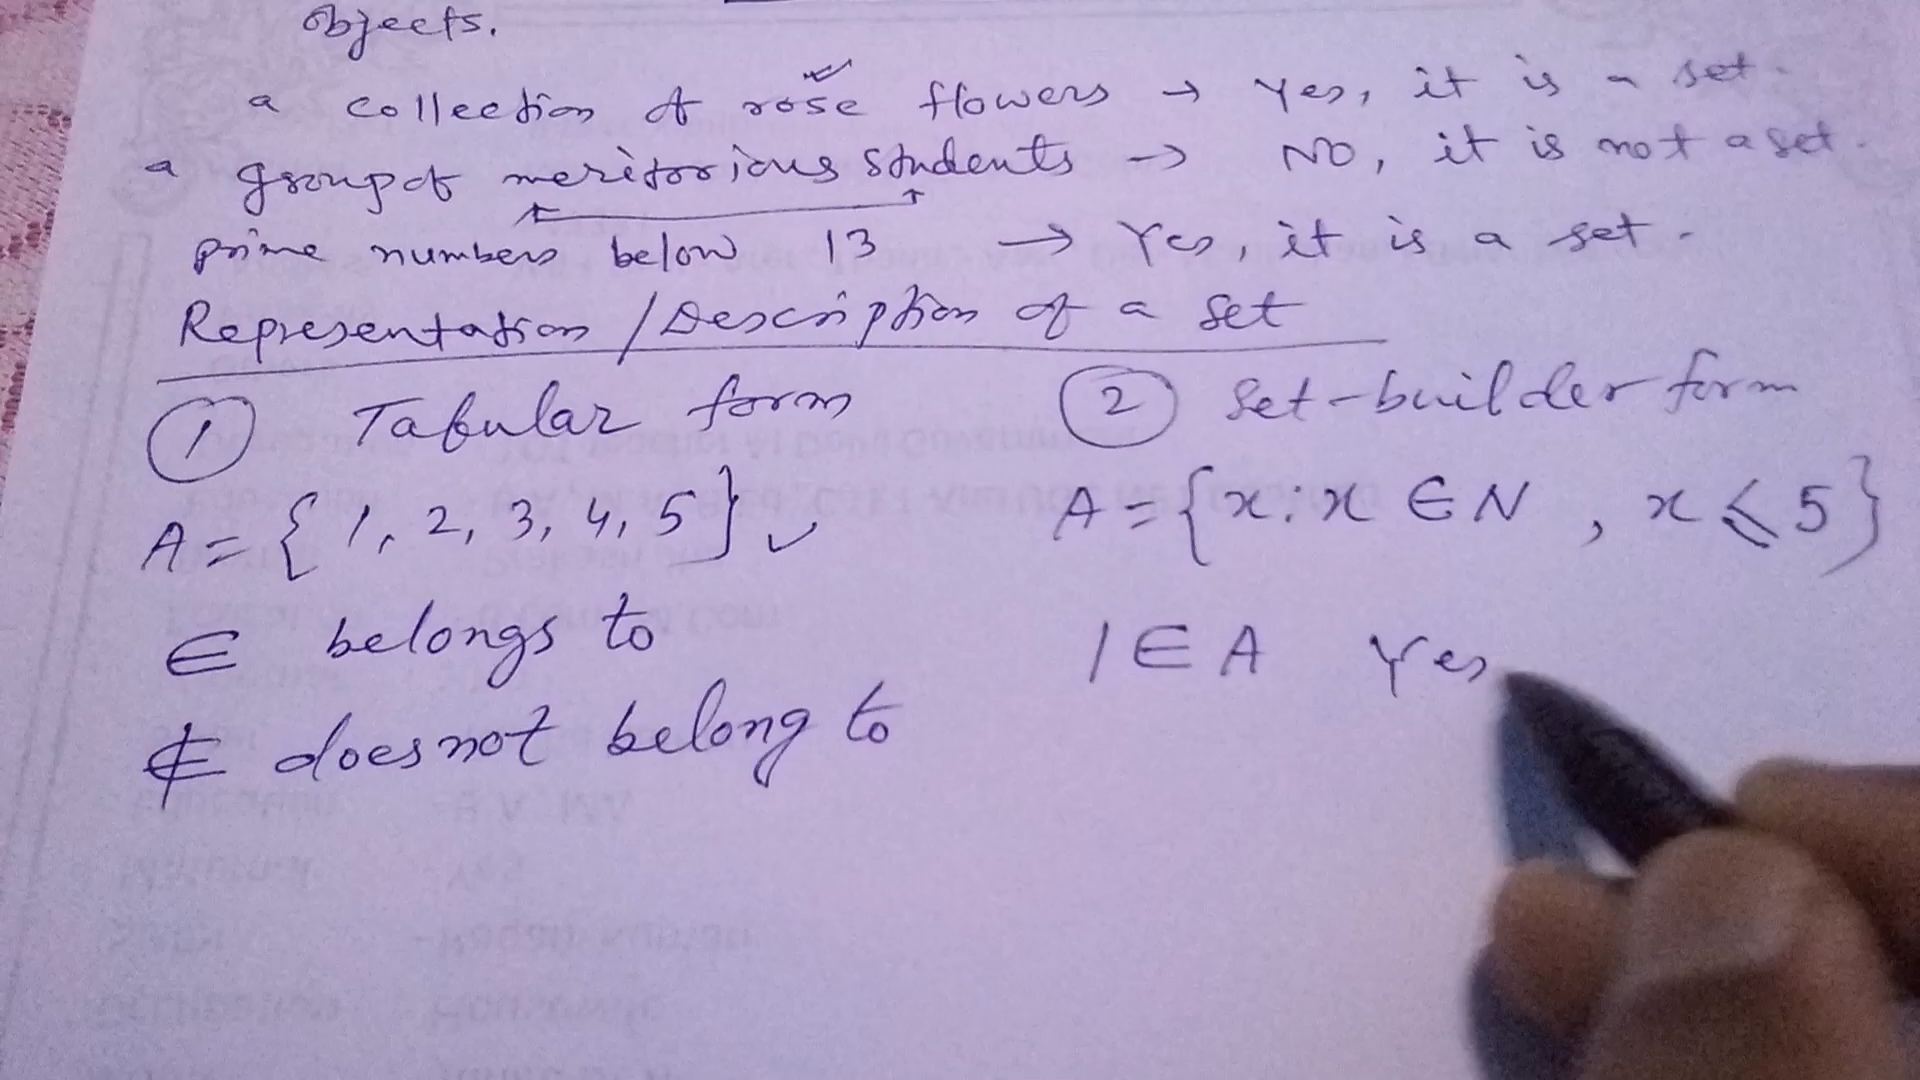 objects.
a collection of rose flowers → Yes, it is a set.
a group of meritorious students → NO, it is not a set.
prime numbers below 13 → Yes, it is a set.
Representation / Description of a set
① Tabular form ② Set-builder form
A = { 1, 2, 3, 4, 5} ✓ A = {x : x ∈ N , x ⩽ 5}
∈ belongs to 1 ∈ A Yes
∉ does not belong to